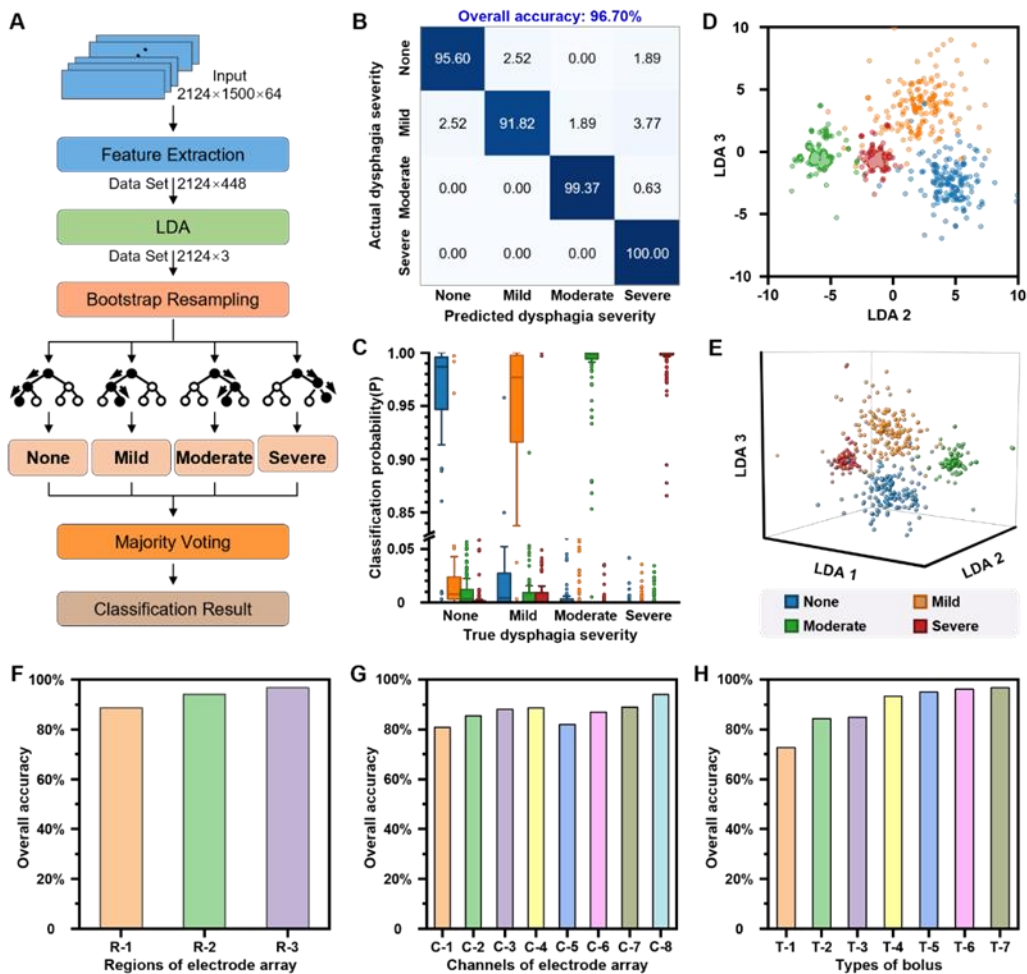 A
Input
2124×1500×64
Feature Extraction
Data Set 2124×448
LDA
Data Set 2124×3
Bootstrap Resampling
None Mild Moderate Severe
Majority Voting
Classification Result
B
Overall accuracy: 96.70%
Actual dysphagia severity
None 95.60 2.52 0.00 1.89
Mild 2.52 91.82 1.89 3.77
Moderate 0.00 0.00 99.37 0.63
Severe 0.00 0.00 0.00 100.00
None Mild Moderate Severe
Predicted dysphagia severity
C
Classification probability(P)
1.00
0.95
0.90
0.85
0.05
0
None Mild Moderate Severe
True dysphagia severity
D
LDA 3
10
5
0
-5
-10
-10 -5 0 5 10
LDA 2
E
LDA 3
LDA 1
LDA 2
None Mild
Moderate Severe
F
Overall accuracy
100%
80%
60%
40%
20%
0
R-1 R-2 R-3
Regions of electrode array
G
Overall accuracy
100%
80%
60%
40%
20%
0
C-1 C-2 C-3 C-4 C-5 C-6 C-7 C-8
Channels of electrode array
H
Overall accuracy
100%
80%
60%
40%
20%
0
T-1 T-2 T-3 T-4 T-5 T-6 T-7
Types of bolus